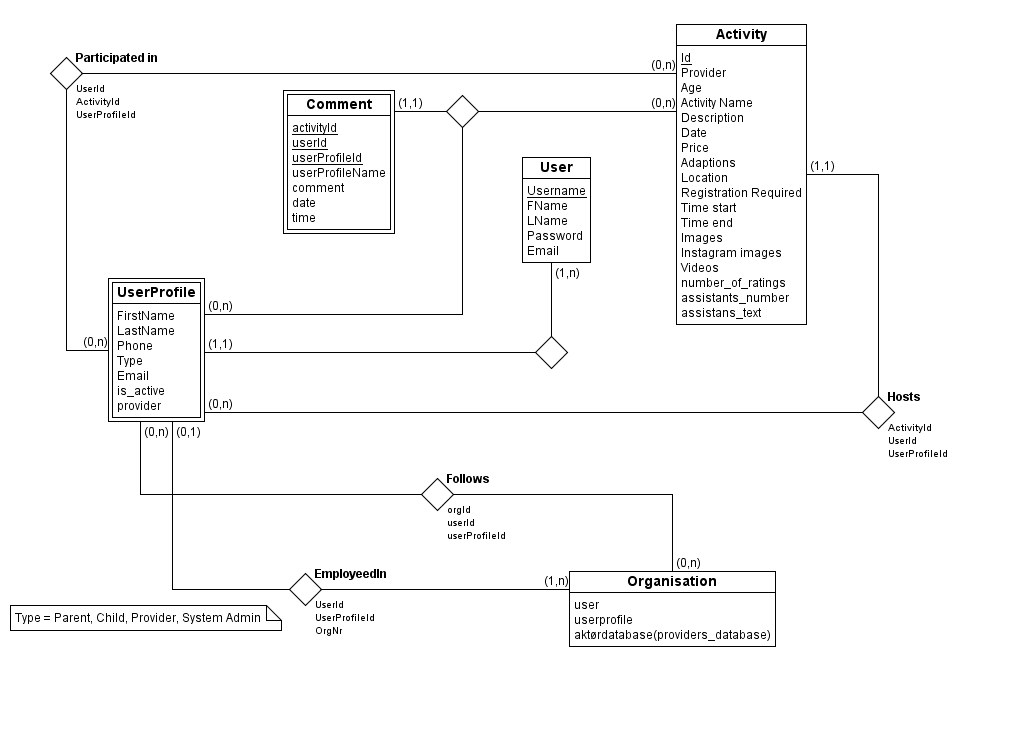 Activity
Id
Provider
Age
Activity Name
Description
Date
Price
Adaptions
Location
Registration Required
Time start
Time end
Images
Instagram images
Videos
number_of_ratings
assistants_number
assistans_text
Participated in
UserId
ActivityId
UserProfileId
(0,n)
(0,n)
(1,1)
Comment
activityId
userId
userProfileId
userProfileName
comment
date
time
(1,1)
User
Username
FName
LName
Password
Email
(1,n)
UserProfile
FirstName
LastName
Phone
Type
Email
is_active
provider
(0,n)
(0,n)
(1,1)
(0,n)
(0,n)
(0,1)
Hosts
ActivityId
UserId
UserProfileId
Follows
orgId
userId
userProfileId
(0,n)
EmployeedIn
UserId
UserProfileId
OrgNr
(1,n)
Organisation
user
userprofile
aktørdatabase(providers_database)
Type = Parent, Child, Provider, System Admin